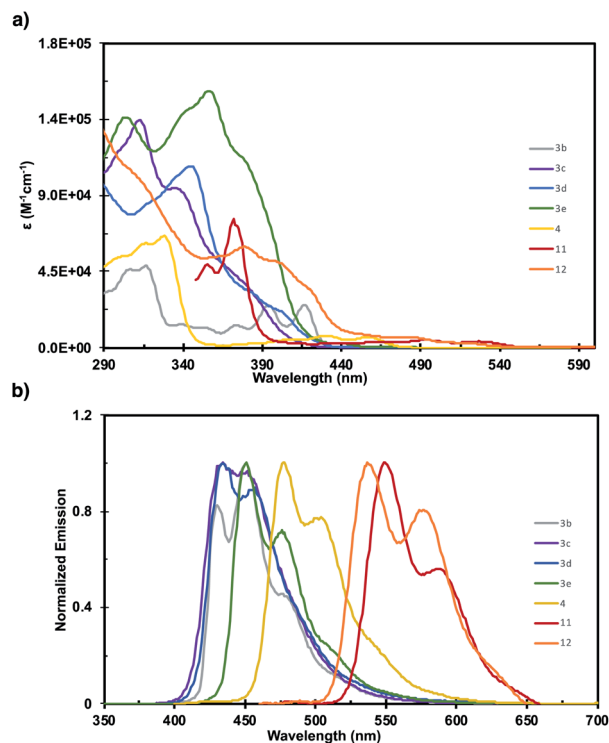 a)
1.8E+05
1.4E+05
9.0E+04
4.5E+04
0.0E+00
ε (M⁻¹ cm⁻¹)
290 340 390 440 490 540 590
Wavelength (nm)
3b
3c
3d
3e
4
11
12
b)
1.2
0.8
0.4
0
Normalized Emission
350 400 450 500 550 600 650 700
Wavelength (nm)
3b
3c
3d
3e
4
11
12